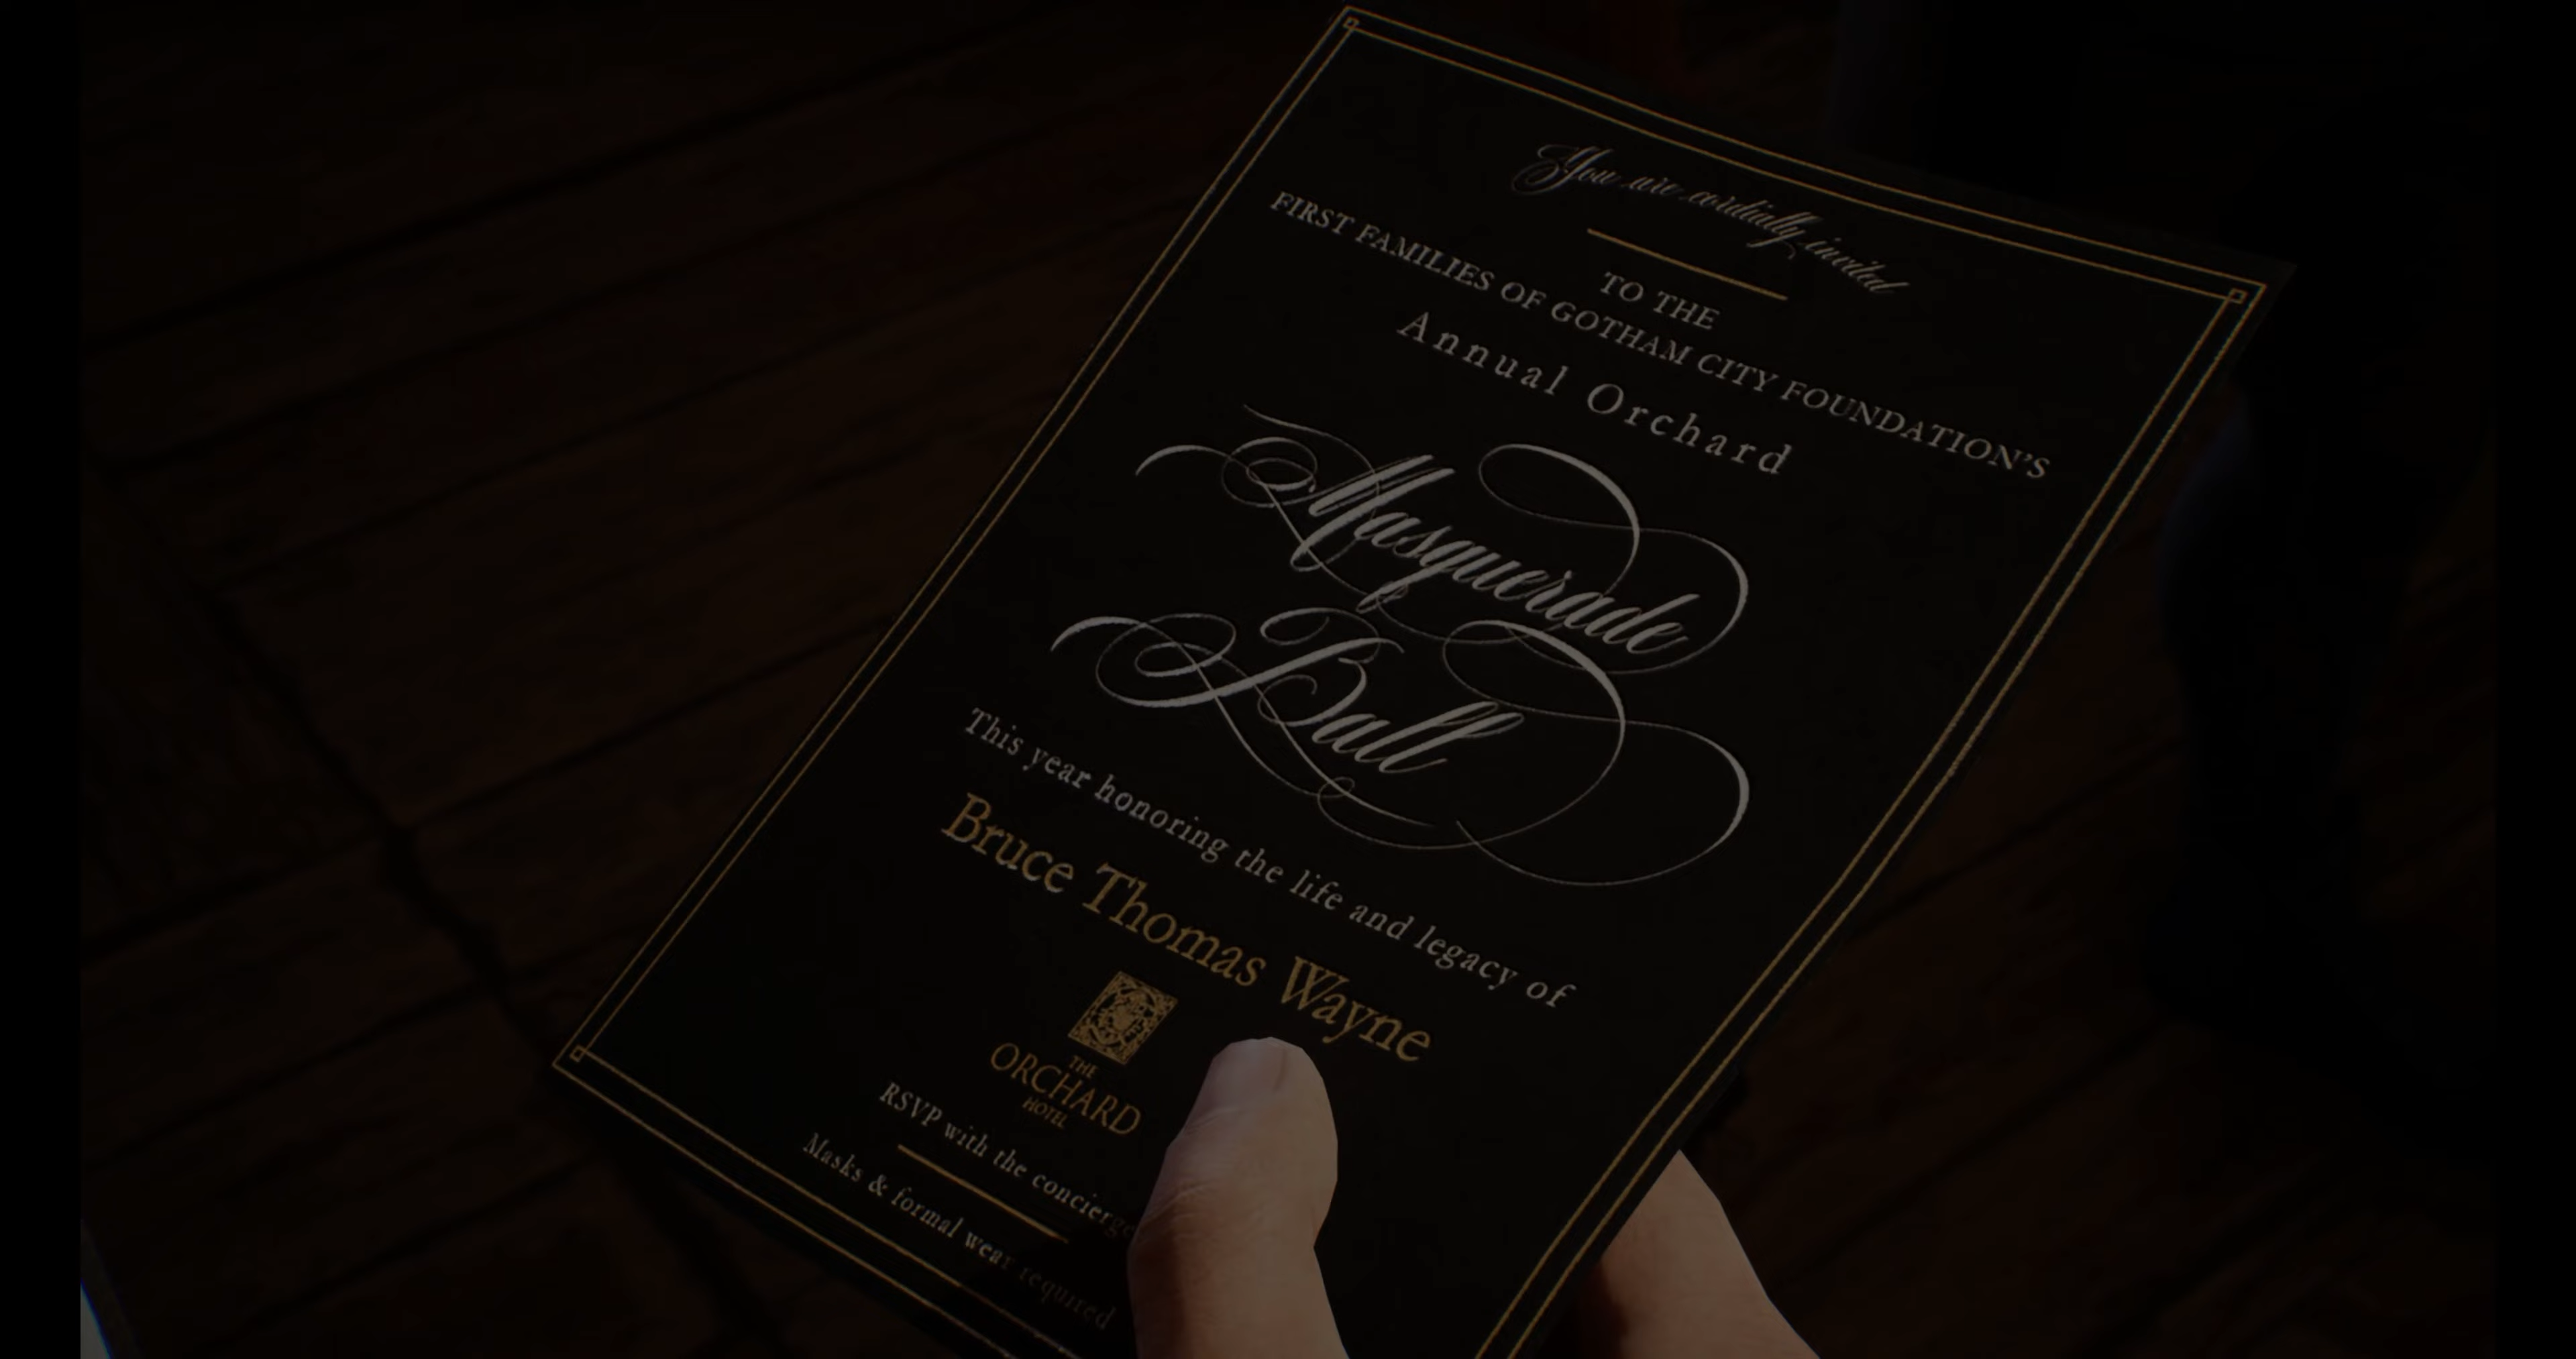 You are cordially invited
TO THE
FIRST FAMILIES OF GOTHAM CITY FOUNDATION'S
Annual Orchard
Masquerade
Ball
This year honoring the life and legacy of
Bruce Thomas Wayne
THE
ORCHARD
HOTEL
RSVP with the concierge
Masks & formal wear required